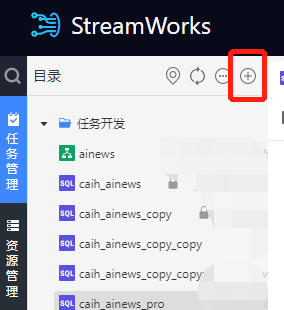 StreamWorks
目录
任务管理
资源管理
任务开发
ainews
SQL caih_ainews
SQL caih_ainews_copy
SQL caih_ainews_copy_copy
SQL caih_ainews_copy_copy
SQL caih_ainews_pro